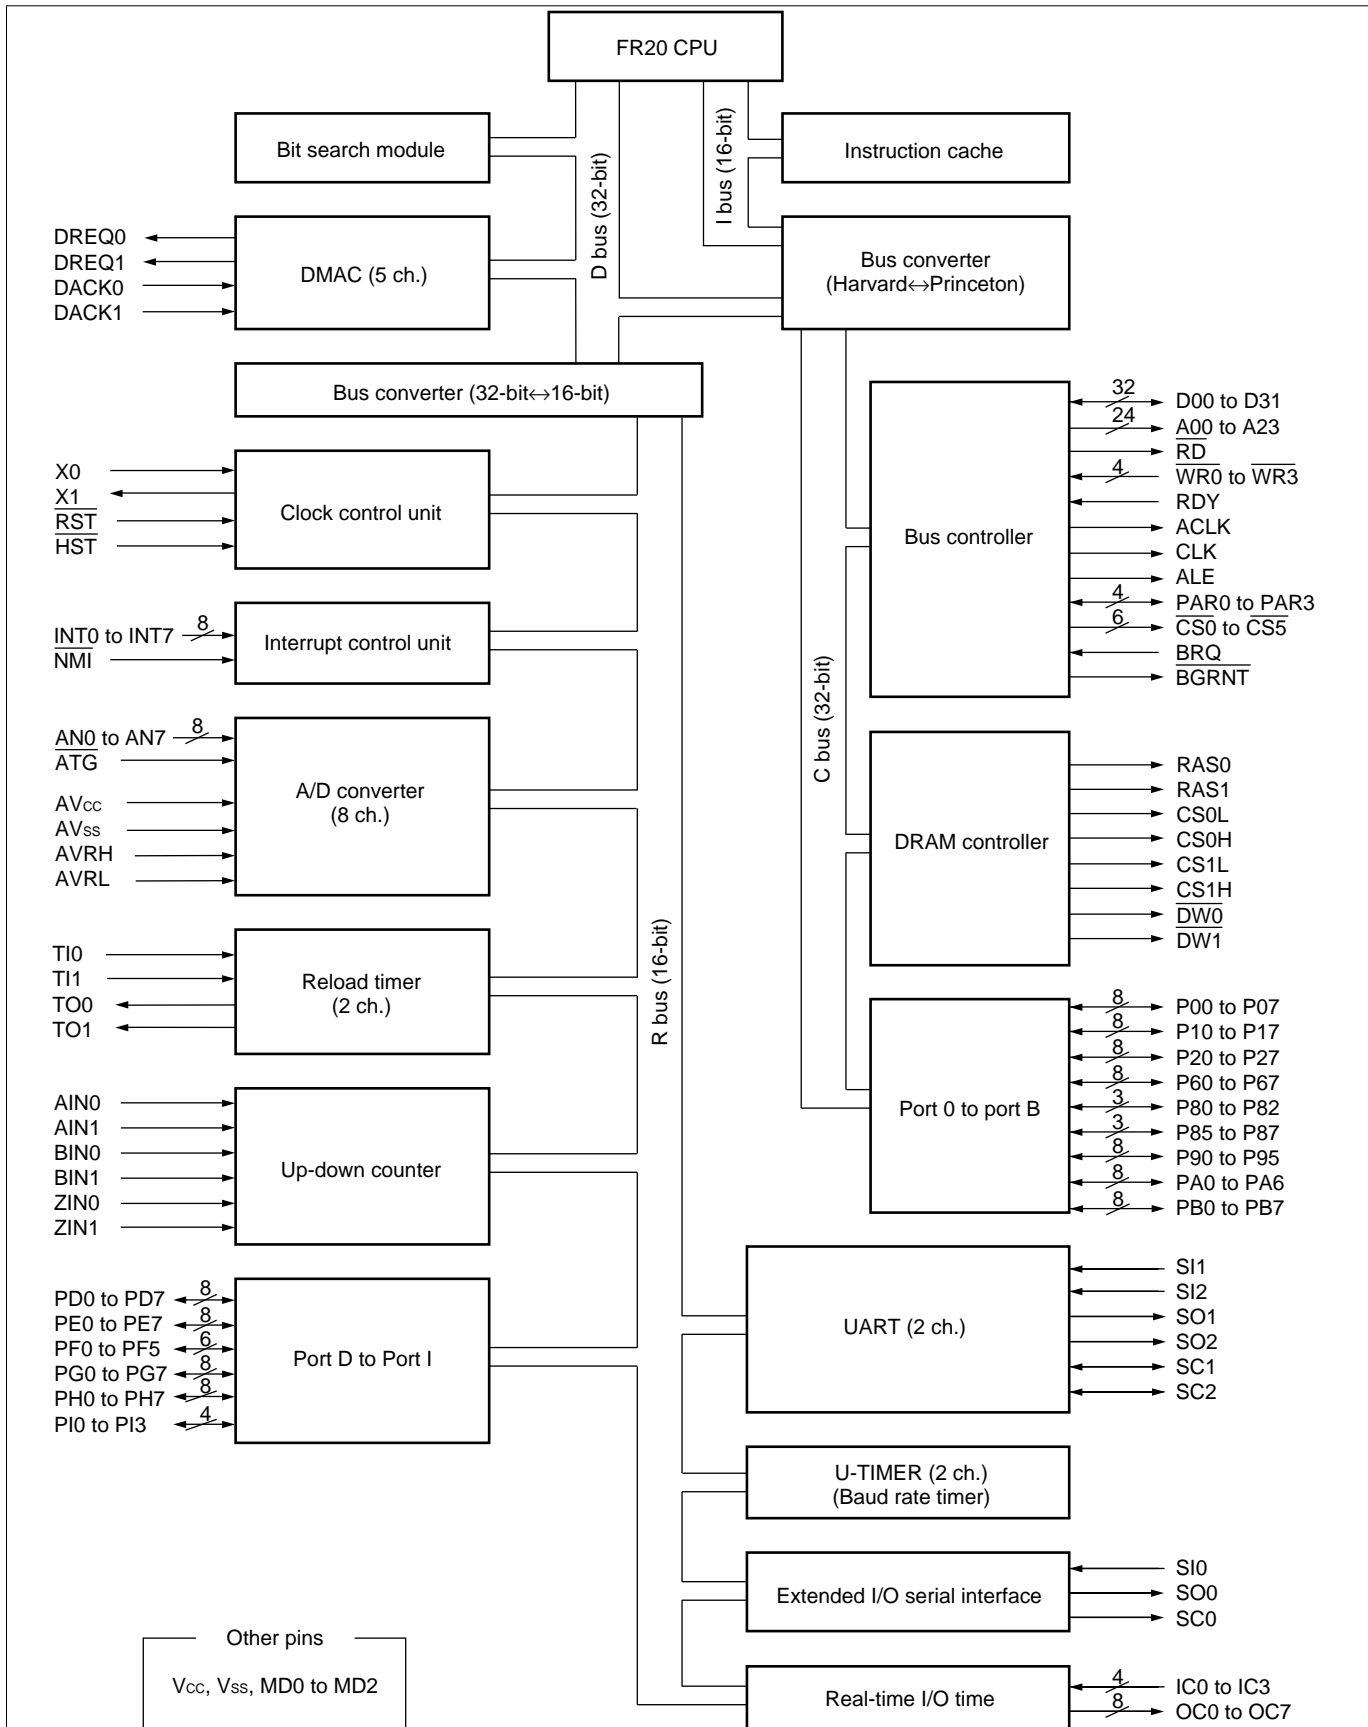 FR20 CPU
Bit search module
Instruction cache
D bus (32-bit)
I bus (16-bit)
DREQ0
DREQ1
DACK0
DACK1
DMAC (5 ch.)
Bus converter
(Harvard↔Princeton)
Bus converter (32-bit↔16-bit)
X0
X1
RST
HST
Clock control unit
INT0 to INT7
8
NMI
Interrupt control unit
AN0 to AN7
8
ATG
AVCC
AVSS
AVRH
AVRL
A/D converter
(8 ch.)
TI0
TI1
TO0
TO1
Reload timer
(2 ch.)
AIN0
AIN1
BIN0
BIN1
ZIN0
ZIN1
Up-down counter
PD0 to PD7
8
PE0 to PE7
8
PF0 to PF5
6
PG0 to PG7
8
PH0 to PH7
8
PI0 to PI3
4
Port D to Port I
R bus (16-bit)
C bus (32-bit)
Bus controller
32
D00 to D31
24
A00 to A23
RD
4
WR0 to WR3
RDY
ACLK
CLK
ALE
4
PAR0 to PAR3
6
CS0 to CS5
BRQ
BGRNT
DRAM controller
RAS0
RAS1
CS0L
CS0H
CS1L
CS1H
DW0
DW1
Port 0 to port B
8
P00 to P07
8
P10 to P17
8
P20 to P27
8
P60 to P67
3
P80 to P82
3
P85 to P87
8
P90 to P95
8
PA0 to PA6
8
PB0 to PB7
UART (2 ch.)
SI1
SI2
SO1
SO2
SC1
SC2
U-TIMER (2 ch.)
(Baud rate timer)
Extended I/O serial interface
SI0
SO0
SC0
Real-time I/O time
4
IC0 to IC3
8
OC0 to OC7
Other pins
VCC, VSS, MD0 to MD2